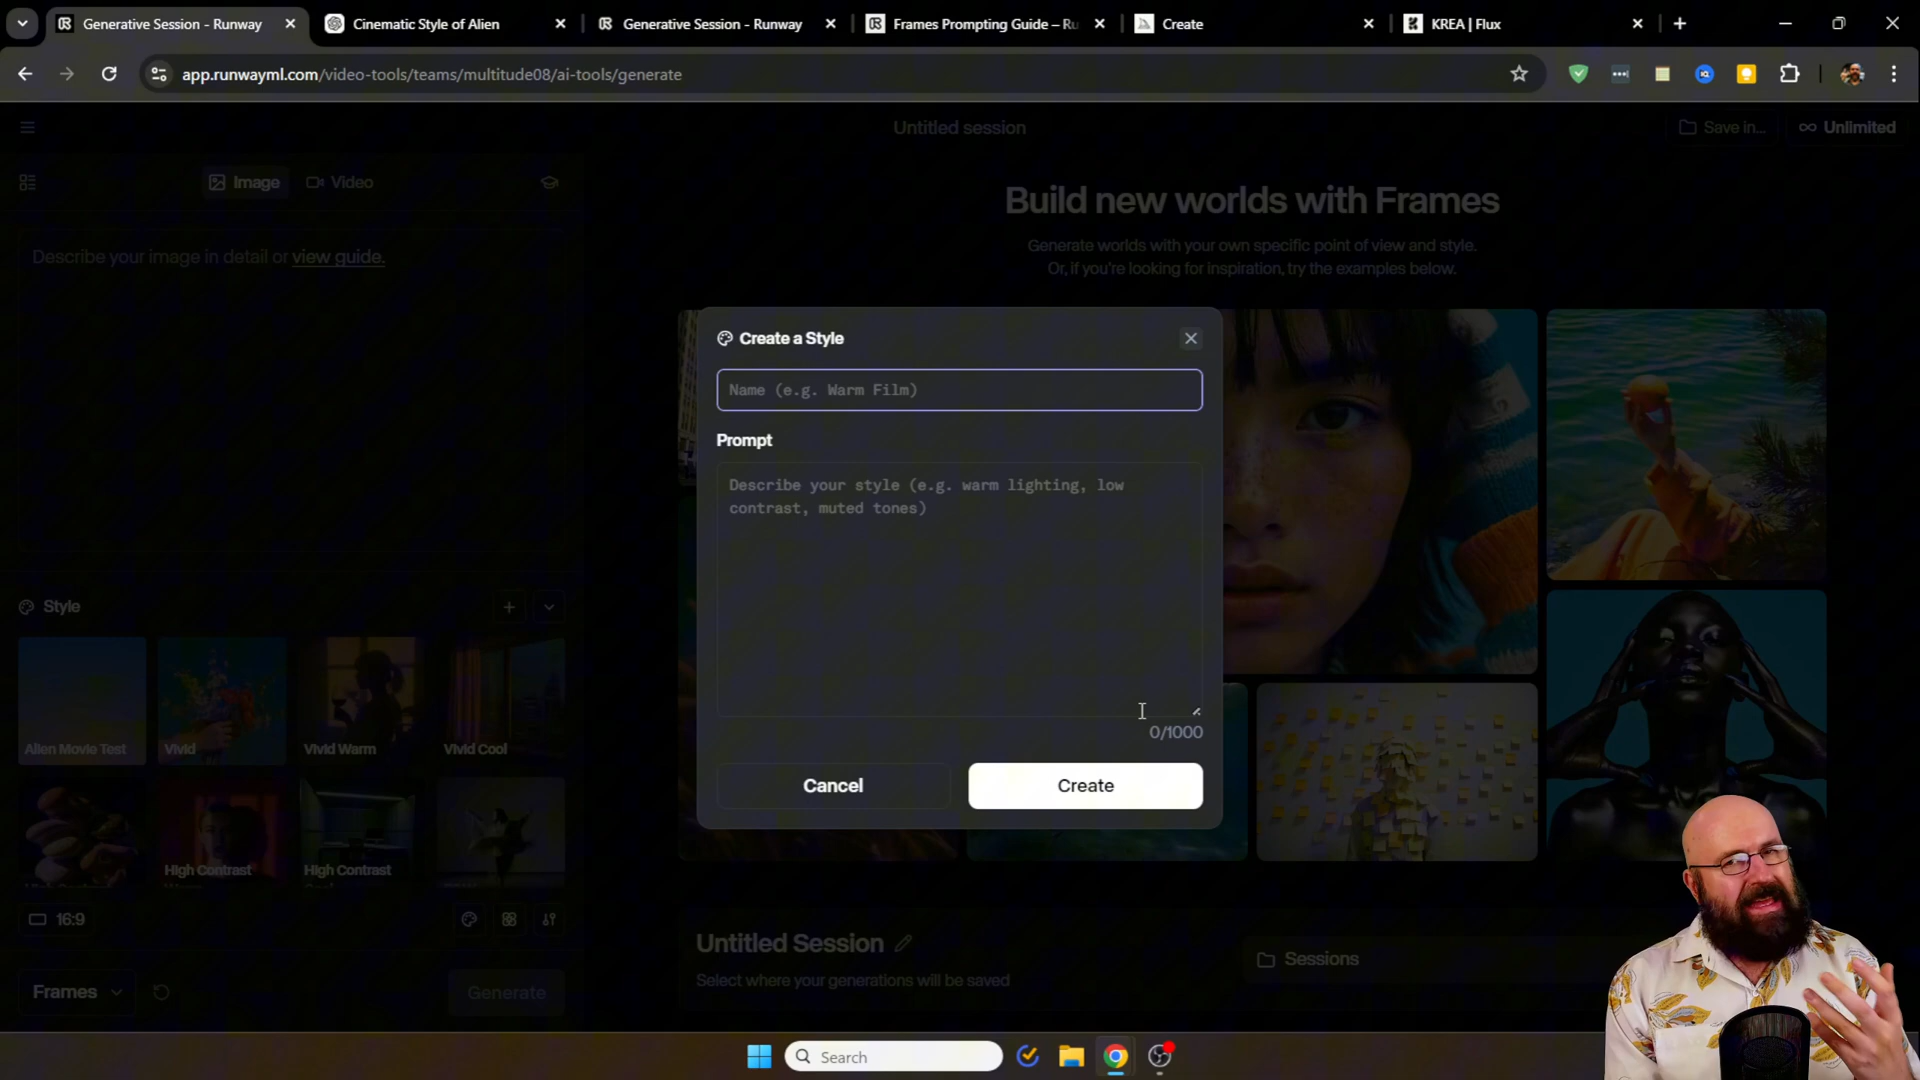 Generative Session - Runway
Cinematic Style of Alien
Generative Session - Runway
Frames Prompting Guide – Ru
Create
KREA | Flux
app.runwayml.com/video-tools/teams/multitude08/ai-tools/generate
Untitled session
Save in...
Unlimited
Image
Video
Describe your image in detail or view guide.
Build new worlds with Frames
Generate worlds with your own specific point of view and style.
Or, if you're looking for inspiration, try the examples below.
Create a Style
Name (e.g. Warm Film)
Prompt
Describe your style (e.g. warm lighting, low
contrast, muted tones)
0/1000
Cancel
Create
Style
Alien Movie Test
Vivid
Vivid Warm
Vivid Cool
High Contrast
High Contrast
16:9
Frames
Generate
Untitled Session
Select where your generations will be saved
Sessions
Search